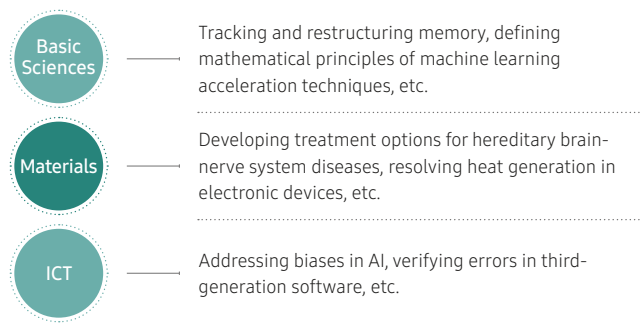 Basic
Sciences
Tracking and restructuring memory, defining
mathematical principles of machine learning
acceleration techniques, etc.
Materials
Developing treatment options for hereditary brain-
nerve system diseases, resolving heat generation in
electronic devices, etc.
ICT
Addressing biases in AI, verifying errors in third-
generation software, etc.